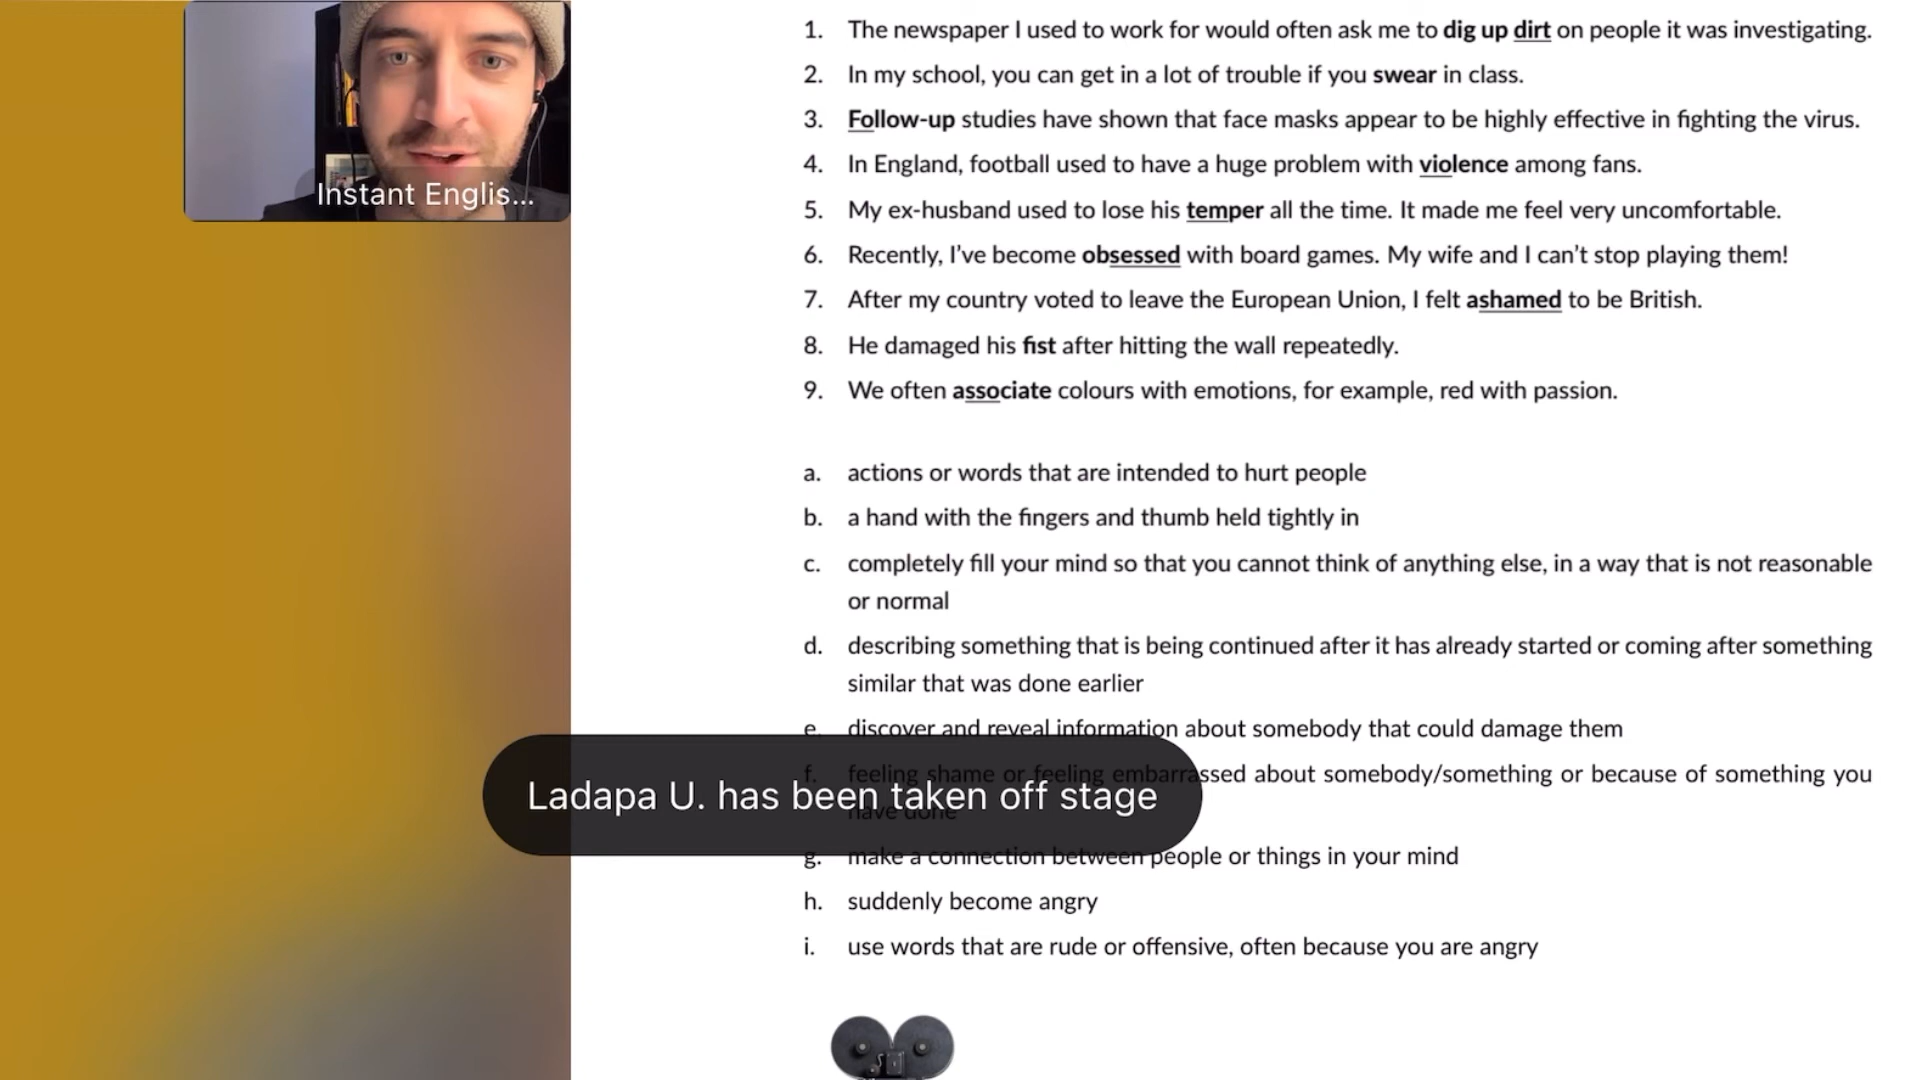 Instant Englis...
1. The newspaper I used to work for would often ask me to dig up dirt on people it was investigating.
2. In my school, you can get in a lot of trouble if you swear in class.
3. Follow-up studies have shown that face masks appear to be highly effective in fighting the virus.
4. In England, football used to have a huge problem with violence among fans.
5. My ex-husband used to lose his temper all the time. It made me feel very uncomfortable.
6. Recently, I’ve become obsessed with board games. My wife and I can’t stop playing them!
7. After my country voted to leave the European Union, I felt ashamed to be British.
8. He damaged his fist after hitting the wall repeatedly.
9. We often associate colours with emotions, for example, red with passion.
a. actions or words that are intended to hurt people
b. a hand with the fingers and thumb held tightly in
c. completely fill your mind so that you cannot think of anything else, in a way that is not reasonable
or normal
d. describing something that is being continued after it has already started or coming after something
similar that was done earlier
e. discover and reveal information about somebody that could damage them
f. feeling shame or feeling embarrassed about somebody/something or because of something you
have done
Ladapa U. has been taken off stage
g. make a connection between people or things in your mind
h. suddenly become angry
i. use words that are rude or offensive, often because you are angry